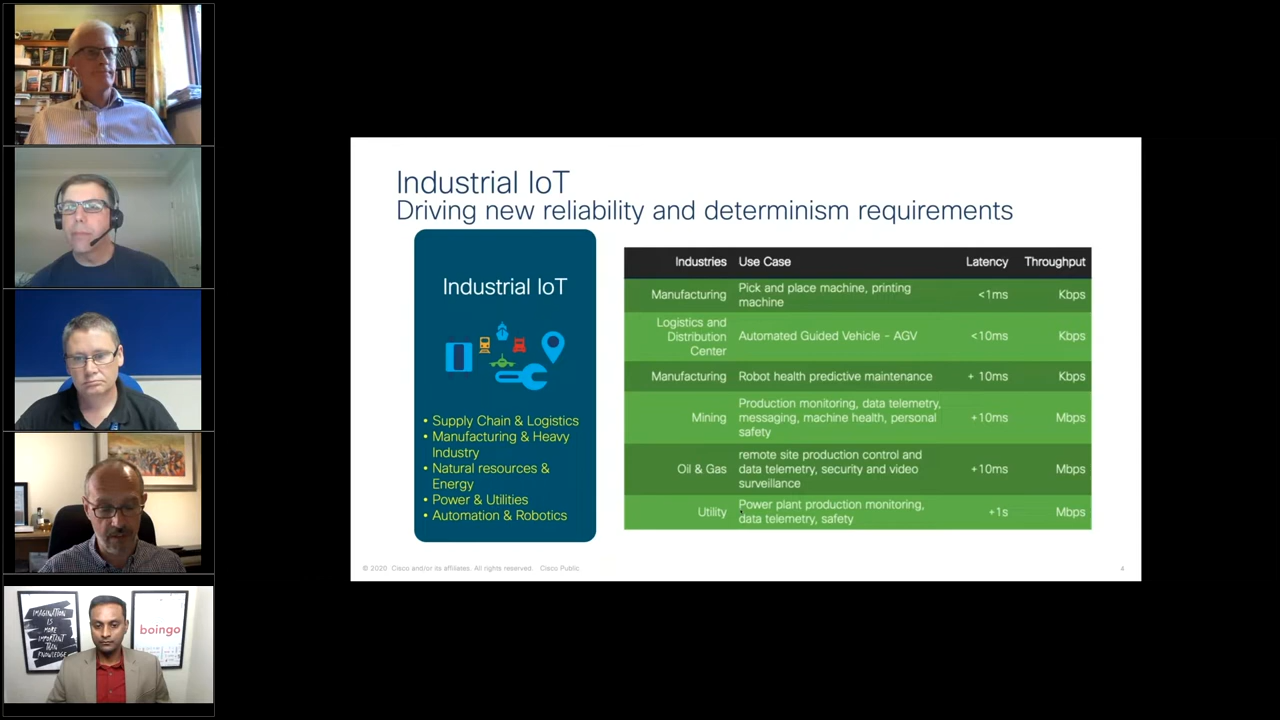 Industrial IoT
Driving new reliability and determinism requirements
Industrial IoT
• Supply Chain & Logistics
• Manufacturing & Heavy
Industry
• Natural resources &
Energy
• Power & Utilities
• Automation & Robotics
Industries Use Case Latency Throughput
Manufacturing Pick and place machine, printing
machine <1ms Kbps
Logistics and
Distribution
Center Automated Guided Vehicle - AGV <10ms Kbps
Manufacturing Robot health predictive maintenance + 10ms Kbps
Mining Production monitoring, data telemetry,
messaging, machine health, personal
safety +10ms Mbps
Oil & Gas remote site production control and
data telemetry, security and video
surveillance +10ms Mbps
Utility Power plant production monitoring,
data telemetry, safety +1s Mbps
© 2020 Cisco and/or its affiliates. All rights reserved. Cisco Public
4
IMAGINATION
IS
MORE
IMPORTANT
THAN
KNOWLEDGE
boingo